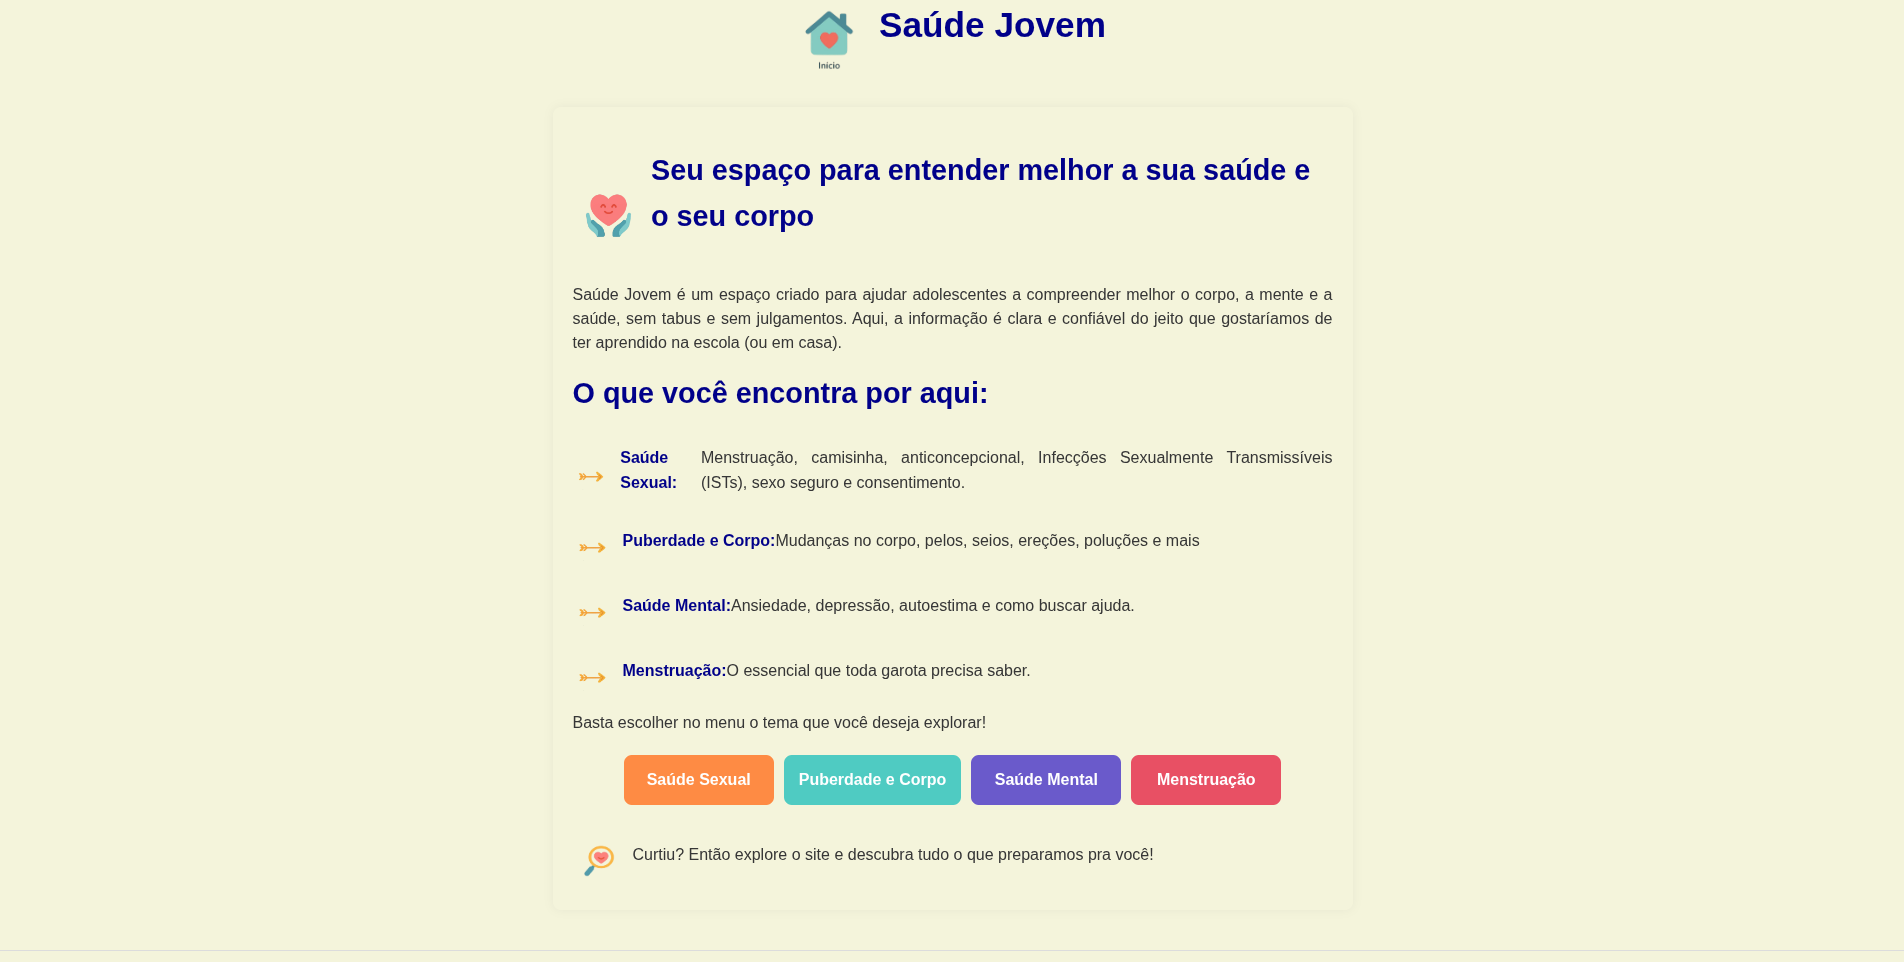 Início
Saúde Jovem
Seu espaço para entender melhor a sua saúde e
o seu corpo
Saúde Jovem é um espaço criado para ajudar adolescentes a compreender melhor o corpo, a mente e a
saúde, sem tabus e sem julgamentos. Aqui, a informação é clara e confiável do jeito que gostaríamos de
ter aprendido na escola (ou em casa).
O que você encontra por aqui:
Saúde Menstruação, camisinha, anticoncepcional, Infecções Sexualmente Transmissíveis
Sexual: (ISTs), sexo seguro e consentimento.
Puberdade e Corpo:Mudanças no corpo, pelos, seios, ereções, poluções e mais
Saúde Mental:Ansiedade, depressão, autoestima e como buscar ajuda.
Menstruação:O essencial que toda garota precisa saber.
Basta escolher no menu o tema que você deseja explorar!
Saúde Sexual Puberdade e Corpo Saúde Mental Menstruação
Curtiu? Então explore o site e descubra tudo o que preparamos pra você!